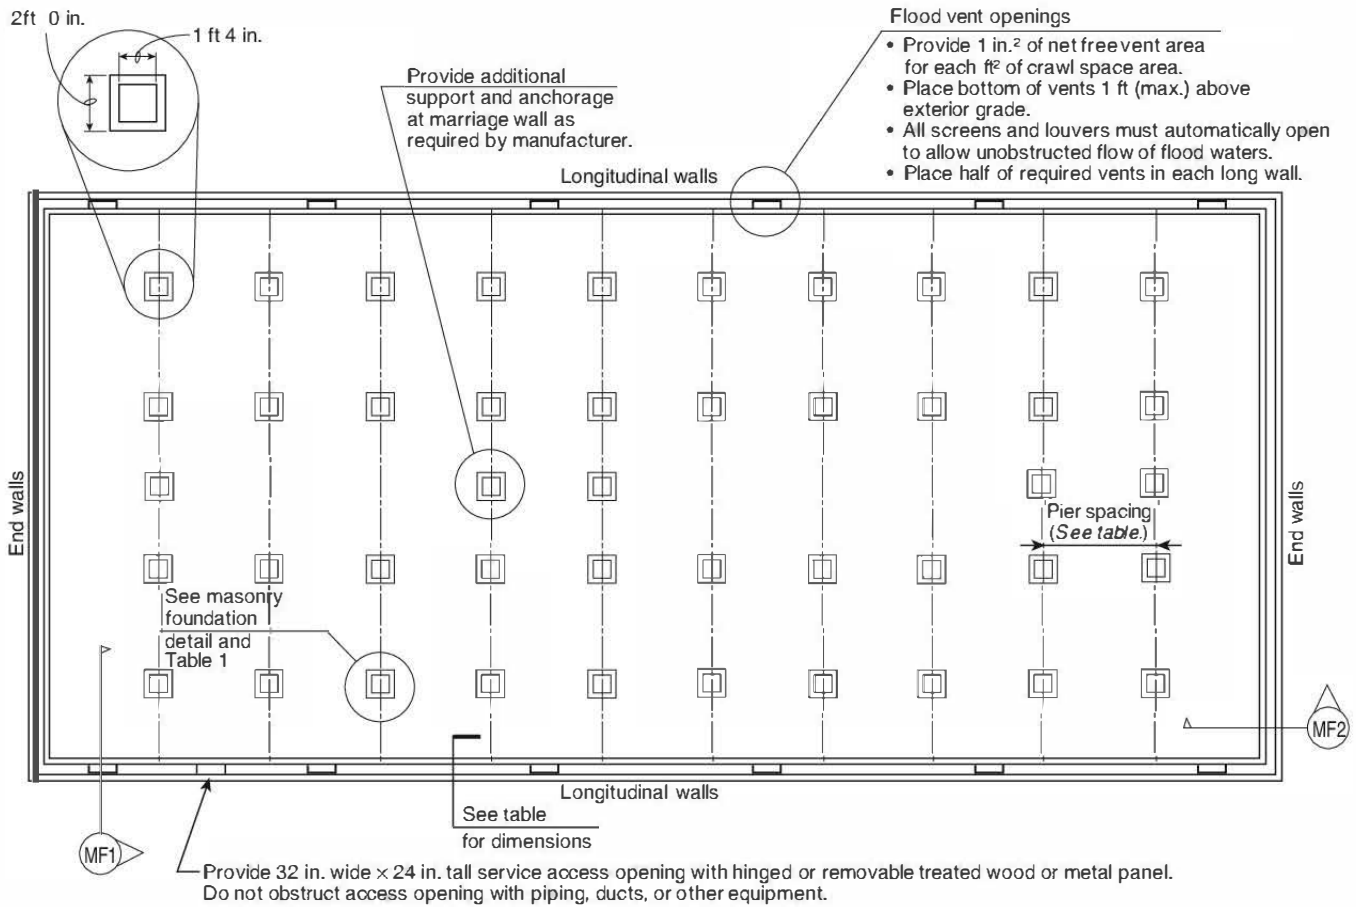 2ft 0 in.
1 ft 4 in.
Provide additional
support and anchorage
at marriage wall as
required by manufacturer.
Flood vent openings
• Provide 1 in.² of net free vent area
for each ft² of crawl space area.
• Place bottom of vents 1 ft (max.) above
exterior grade.
• All screens and louvers must automatically open
to allow unobstructed flow of flood waters.
• Place half of required vents in each long wall.
Longitudinal walls
End walls
End walls
Pier spacing
(See table.)
See masonry
foundation
detail and
Table 1
MF2
MF1
Longitudinal walls
See table
for dimensions
Provide 32 in. wide × 24 in. tall service access opening with hinged or removable treated wood or metal panel.
Do not obstruct access opening with piping, ducts, or other equipment.